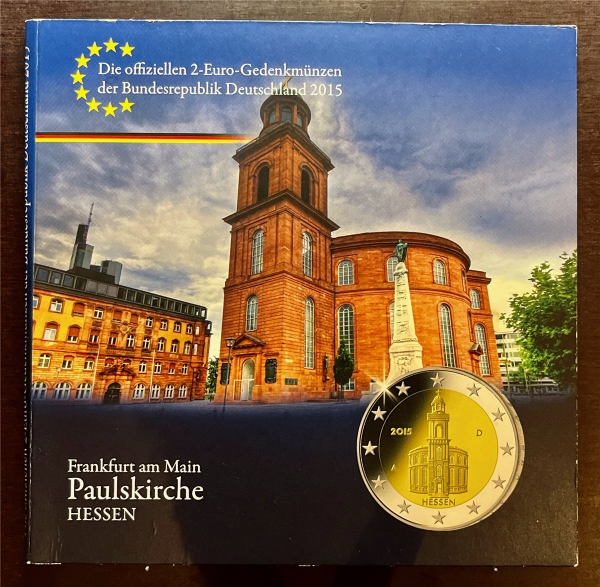 Die offiziellen 2-Euro-Gedenkmünzen
der Bundesrepublik Deutschland 2015
2015
D
A
HESSEN
Frankfurt am Main
Paulskirche
HESSEN